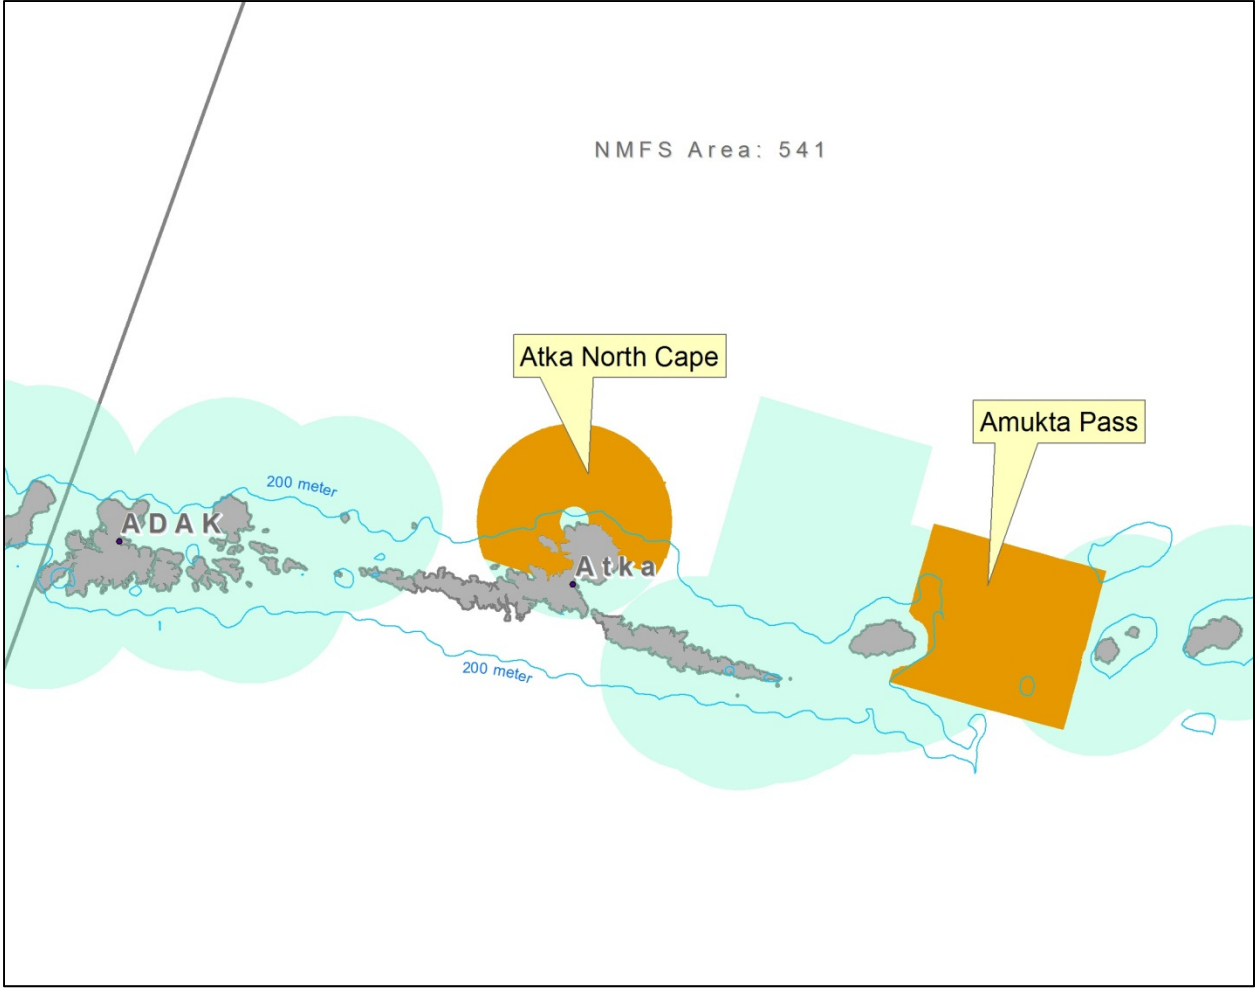 NMFS Area: 541
Atka North Cape
Amukta Pass
200 meter
ADAK
Atka
200 meter